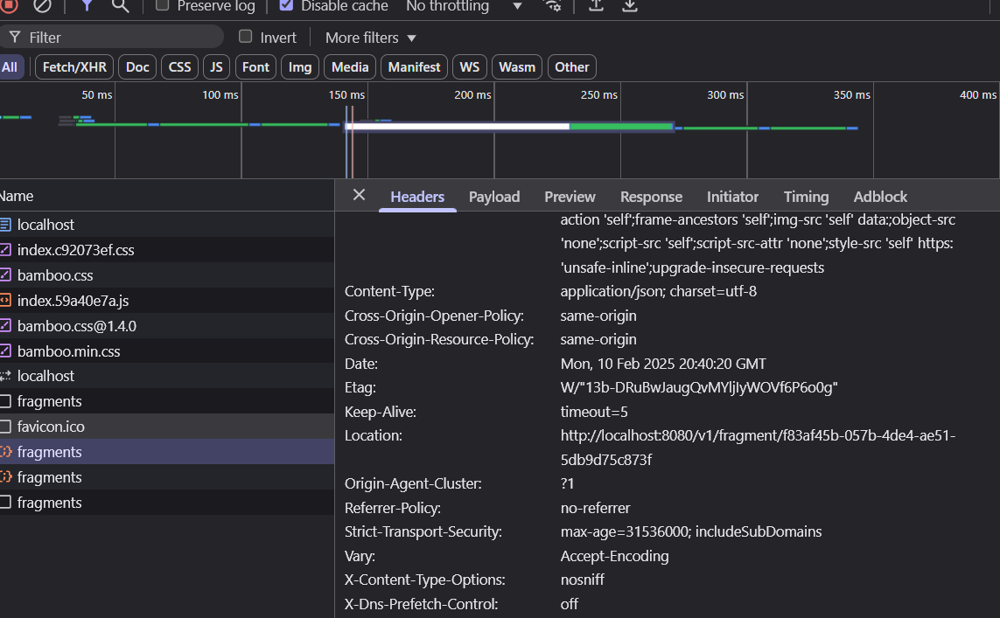 Preserve log Disable cache No throttling
Filter Invert More filters
All Fetch/XHR Doc CSS JS Font Img Media Manifest WS Wasm Other
50 ms 100 ms 150 ms 200 ms 250 ms 300 ms 350 ms 400 ms
Name
localhost
index.c92073ef.css
bamboo.css
index.59a40e7a.js
bamboo.css@1.4.0
bamboo.min.css
localhost
fragments
favicon.ico
fragments
fragments
fragments
Headers Payload Preview Response Initiator Timing Adblock
action 'self';frame-ancestors 'self';img-src 'self' data:;object-src
'none';script-src 'self';script-src-attr 'none';style-src 'self' https:
'unsafe-inline';upgrade-insecure-requests
Content-Type: application/json; charset=utf-8
Cross-Origin-Opener-Policy: same-origin
Cross-Origin-Resource-Policy: same-origin
Date: Mon, 10 Feb 2025 20:40:20 GMT
Etag: W/"13b-DRuBwJaugQvMYljIyWOVf6P6o0g"
Keep-Alive: timeout=5
Location: http://localhost:8080/v1/fragment/f83af45b-057b-4de4-ae51-
5db9d75c873f
Origin-Agent-Cluster: ?1
Referrer-Policy: no-referrer
Strict-Transport-Security: max-age=31536000; includeSubDomains
Vary: Accept-Encoding
X-Content-Type-Options: nosniff
X-Dns-Prefetch-Control: off